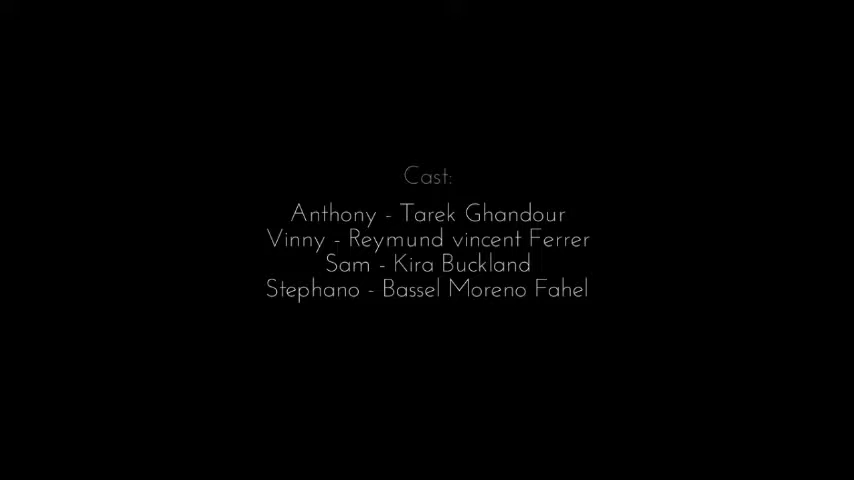 Cast:
Anthony - Tarek Ghandour
Vinny - Reymund vincent Ferrer
Sam - Kira Buckland
Stephano - Bassel Moreno Fahel